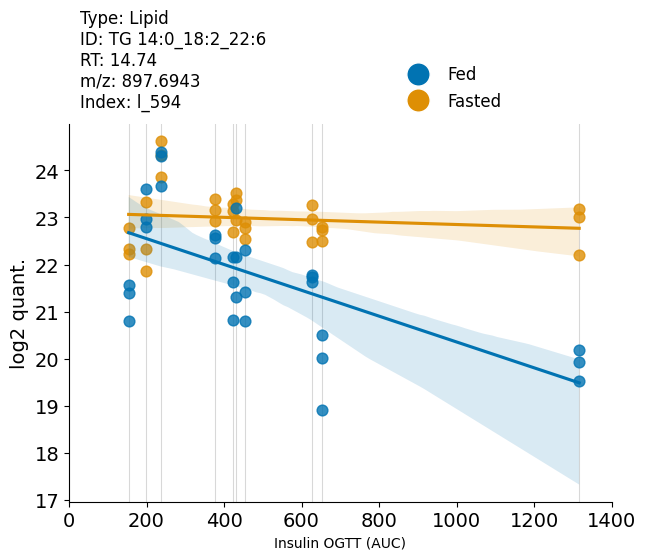 Type: Lipid
ID: TG 14:0_18:2_22:6
RT: 14.74
m/z: 897.6943
Index: l_594
Fed
Fasted
log2 quant.
24
23
22
21
20
19
18
17
0 200 400 600 800 1000 1200 1400
Insulin OGTT (AUC)